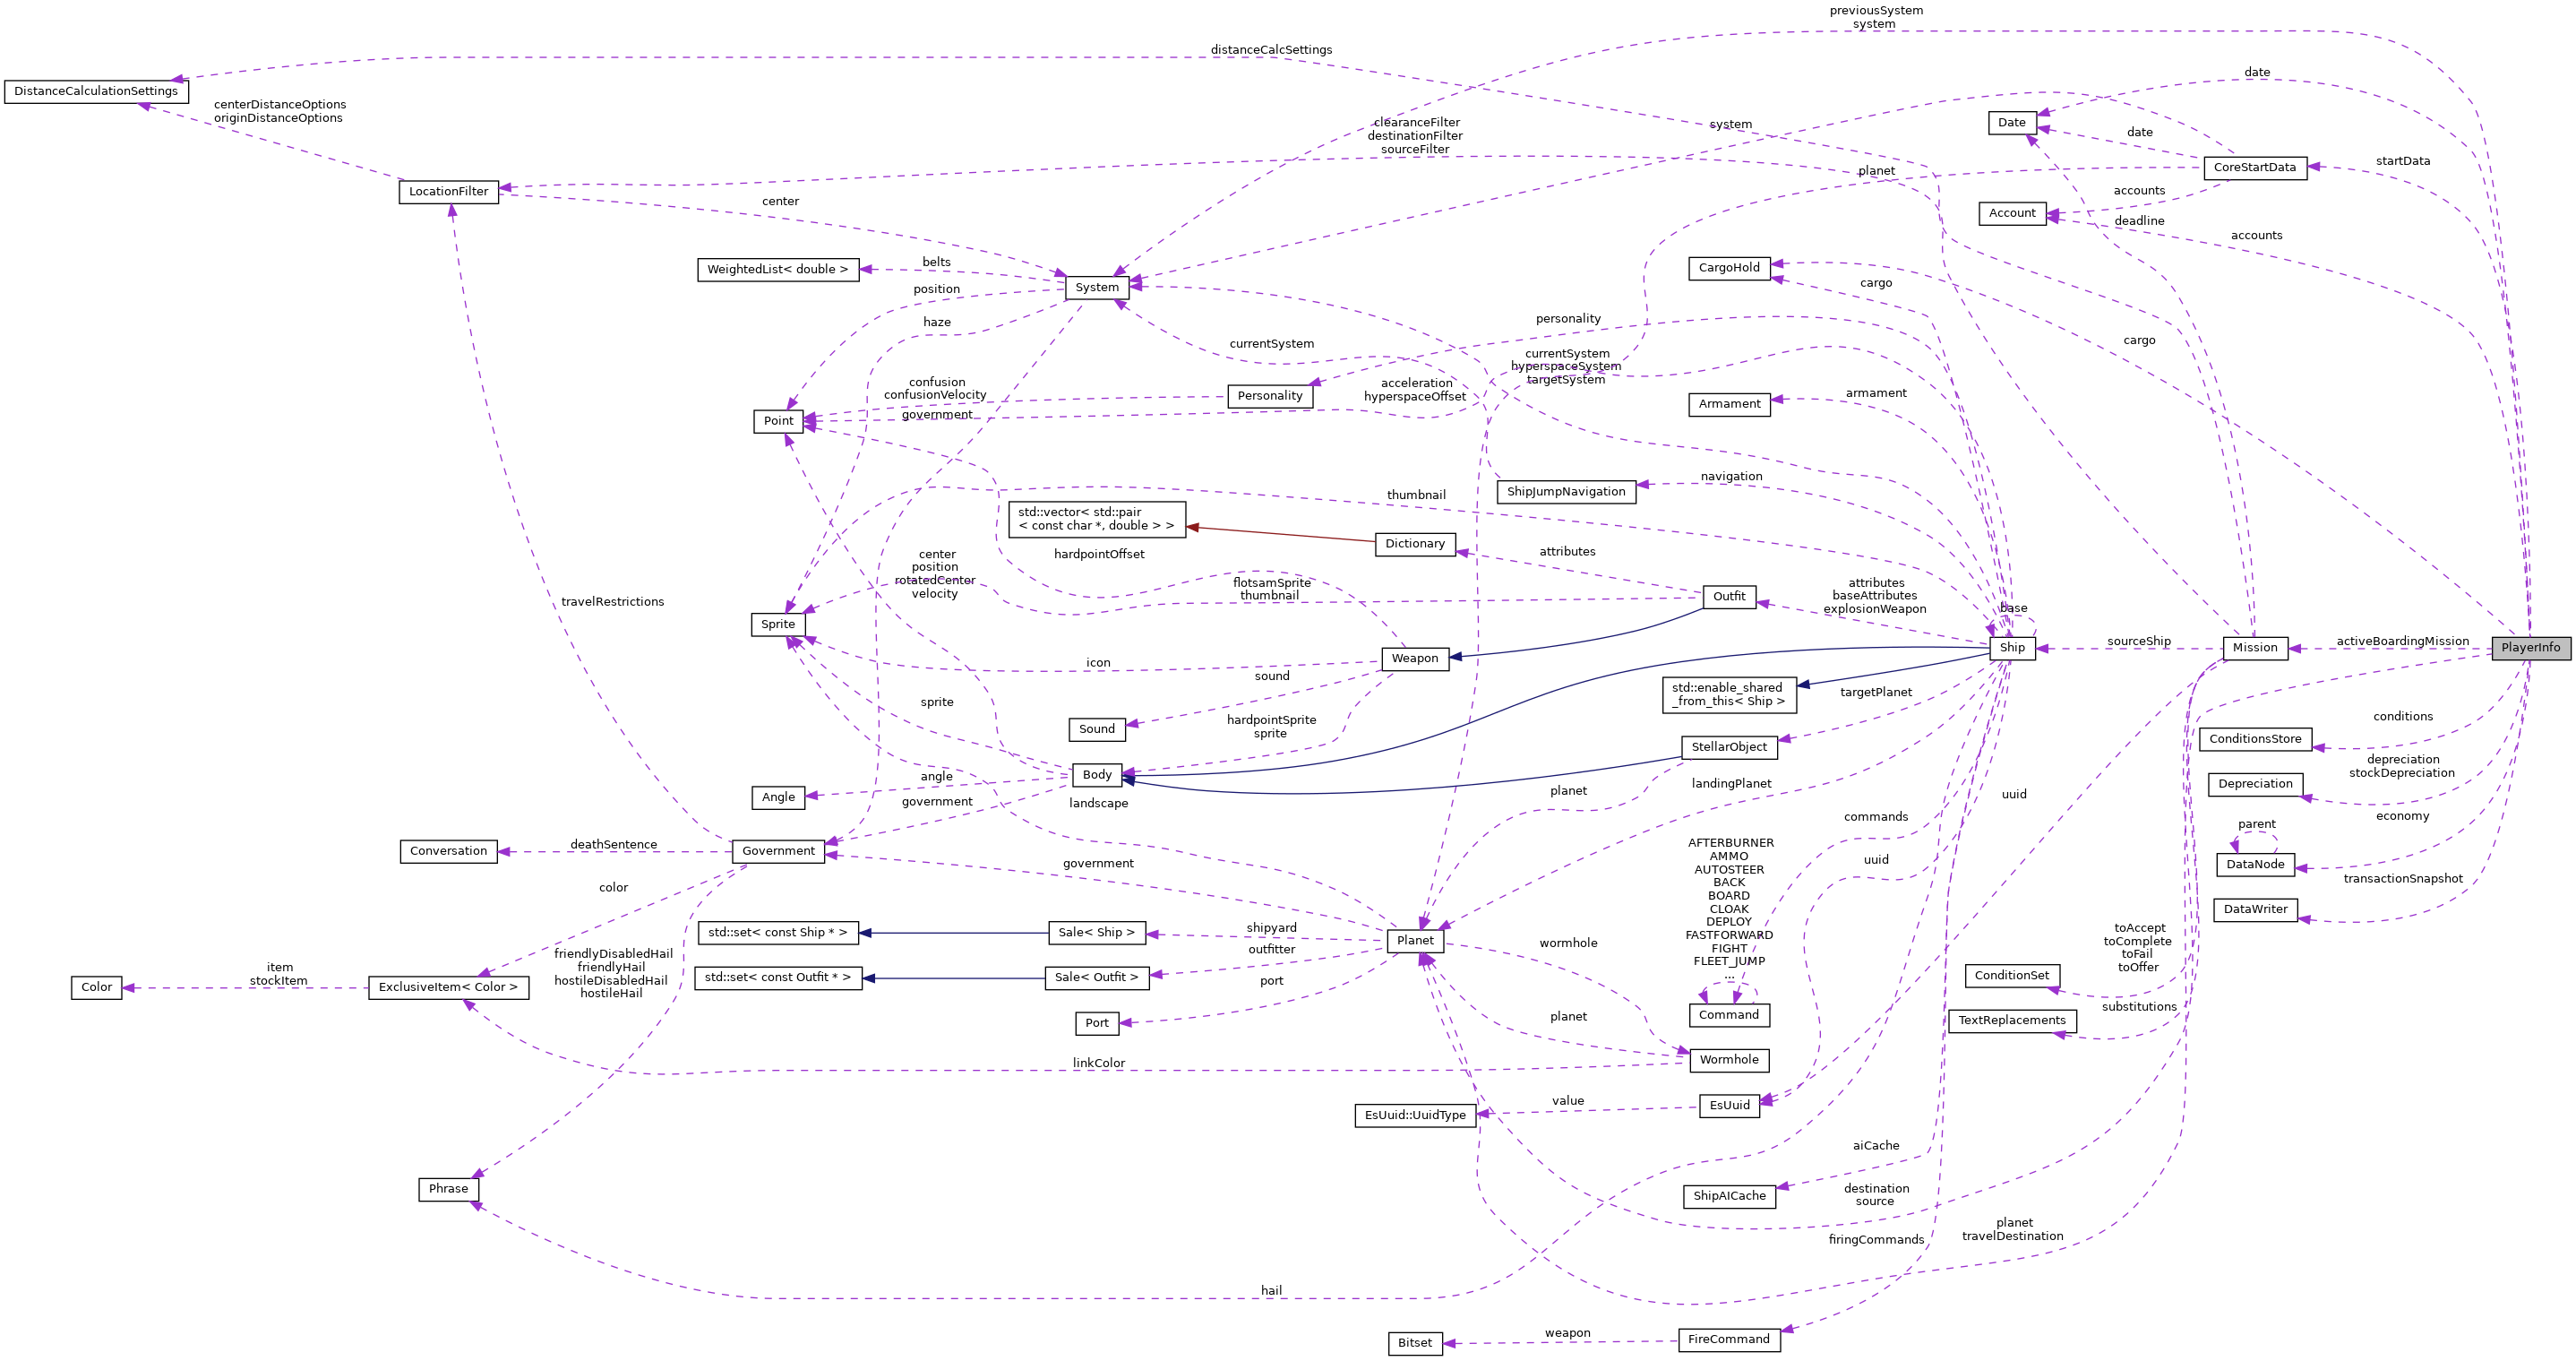 previousSystem
system
distanceCalcSettings
date
DistanceCalculationSettings
centerDistanceOptions
originDistanceOptions
clearanceFilter
destinationFilter
sourceFilter
system
Date
date
CoreStartData
startData
planet
LocationFilter
center
accounts
Account
deadline
accounts
WeightedList< double >
belts
CargoHold
System
position
cargo
haze
personality
currentSystem
cargo
currentSystem
hyperspaceSystem
targetSystem
confusion
confusionVelocity
acceleration
hyperspaceOffset
Personality
armament
Armament
government
Point
navigation
ShipJumpNavigation
thumbnail
std::vector< std::pair
< const char *, double > >
Dictionary
attributes
hardpointOffset
center
position
rotatedCenter
velocity
flotsamSprite
thumbnail
attributes
baseAttributes
explosionWeapon
Outfit
base
travelRestrictions
Sprite
Ship
sourceShip
Mission
activeBoardingMission
PlayerInfo
Weapon
icon
sound
std::enable_shared
_from_this< Ship >
targetPlanet
sprite
hardpointSprite
sprite
Sound
conditions
ConditionsStore
StellarObject
depreciation
stockDepreciation
Body
angle
landingPlanet
planet
Depreciation
Angle
government
landscape
uuid
commands
economy
parent
Conversation
deathSentence
Government
government
uuid
DataNode
AFTERBURNER
AMMO
AUTOSTEER
BACK
BOARD
CLOAK
DEPLOY
FASTFORWARD
FIGHT
FLEET_JUMP
...
transactionSnapshot
color
DataWriter
std::set< const Ship * >
Sale< Ship >
shipyard
Planet
wormhole
outfitter
toAccept
toComplete
toFail
toOffer
friendlyDisabledHail
friendlyHail
hostileDisabledHail
hostileHail
item
stockItem
std::set< const Outfit * >
Sale< Outfit >
port
ConditionSet
Color
ExclusiveItem< Color >
Port
planet
Command
substitutions
TextReplacements
linkColor
Wormhole
EsUuid::UuidType
value
EsUuid
aiCache
Phrase
ShipAICache
destination
source
planet
travelDestination
firingCommands
hail
Bitset
weapon
FireCommand